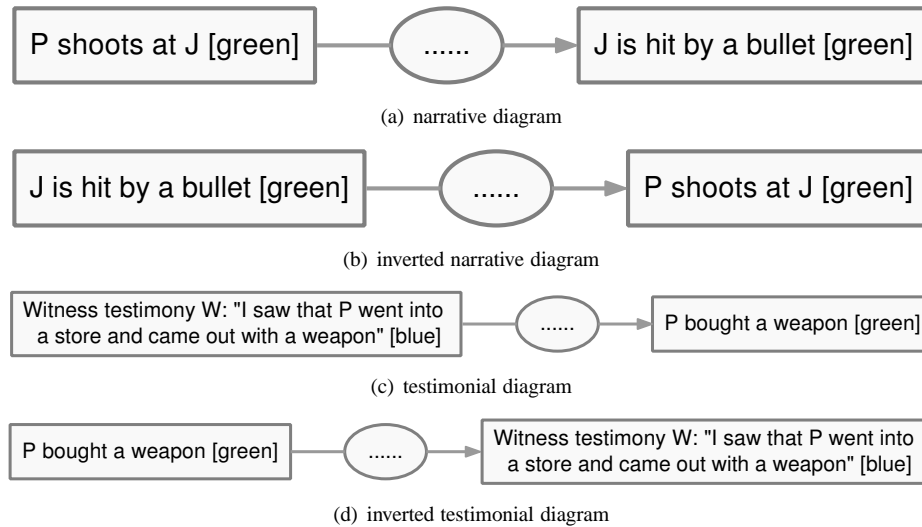 P shoots at J [green]
......
J is hit by a bullet [green]
(a) narrative diagram
J is hit by a bullet [green]
......
P shoots at J [green]
(b) inverted narrative diagram
Witness testimony W: "I saw that P went into
a store and came out with a weapon" [blue]
......
P bought a weapon [green]
(c) testimonial diagram
P bought a weapon [green]
......
Witness testimony W: "I saw that P went into
a store and came out with a weapon" [blue]
(d) inverted testimonial diagram